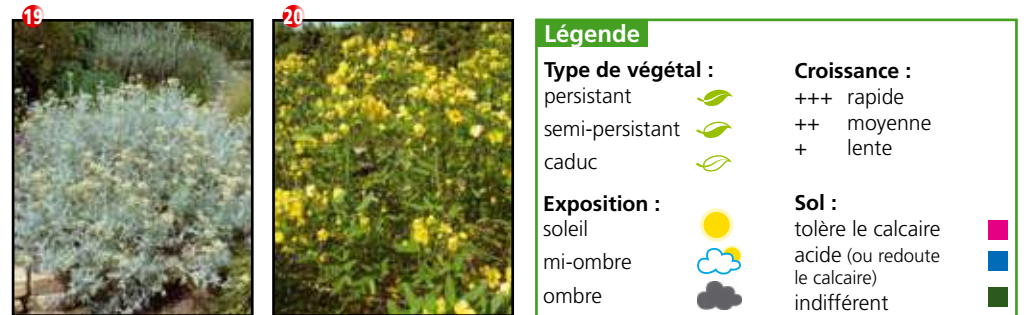 19
20
Légende
Type de végétal :
persistant
semi-persistant
caduc
Exposition :
soleil
mi-ombre
ombre
Croissance :
+++ rapide
++ moyenne
+ lente
Sol :
tolère le calcaire
acide (ou redoute
le calcaire)
indifférent